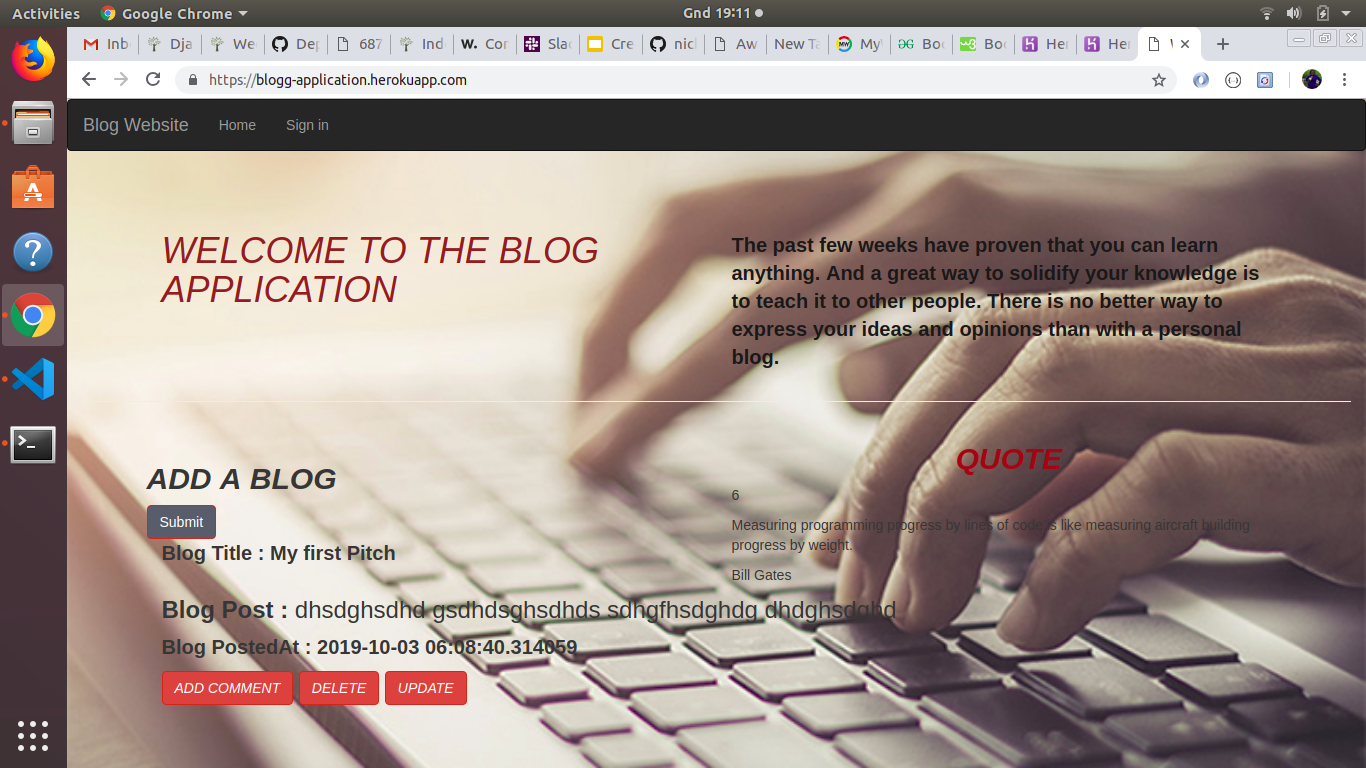 Activities
Google Chrome
Gnd 19:11
Inb
Dja
We
Dep
687
Ind
W. Cor
Sla
Cre
nic
Aw
New Ta
My
Boo
Boo
Her
Her
https://blogg-application.herokuapp.com
Blog Website
Home
Sign in
WELCOME TO THE BLOG
APPLICATION
The past few weeks have proven that you can learn
anything. And a great way to solidify your knowledge is
to teach it to other people. There is no better way to
express your ideas and opinions than with a personal
blog.
ADD A BLOG
Submit
QUOTE
6
Measuring programming progress by lines of code is like measuring aircraft building
progress by weight.
Bill Gates
Blog Title : My first Pitch
Blog Post : dhsdghsdhd gsdhdsghsdhds sdhgfhsdghdg dhdghsdghd
Blog PostedAt : 2019-10-03 06:08:40.314059
ADD COMMENT
DELETE
UPDATE